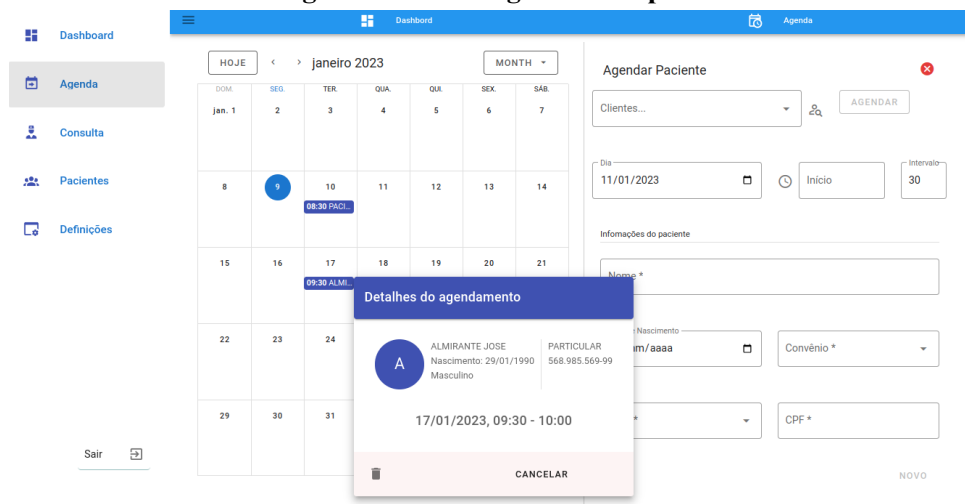 Dashboard
Agenda
Consulta
Pacientes
Definições
Sair
Dashbord
Agenda
HOJE
janeiro 2023
MONTH
DOM. SEG. TER. QUA. QUI. SEX. SÁB.
jan. 1 2 3 4 5 6 7
8 9 10 11 12 13 14
08:30 PACI...
15 16 17 18 19 20 21
09:30 ALMI...
22 23 24
29 30 31
Detalhes do agendamento
A
ALMIRANTE JOSE
Nascimento: 29/01/1990
Masculino
PARTICULAR
568.985.569-99
17/01/2023, 09:30 - 10:00
CANCELAR
Agendar Paciente
Clientes...
AGENDAR
Dia
11/01/2023
Início
Intervalo
30
Infomações do paciente
Nome *
Nascimento
m/aaaa
Convênio *
*
CPF *
NOVO